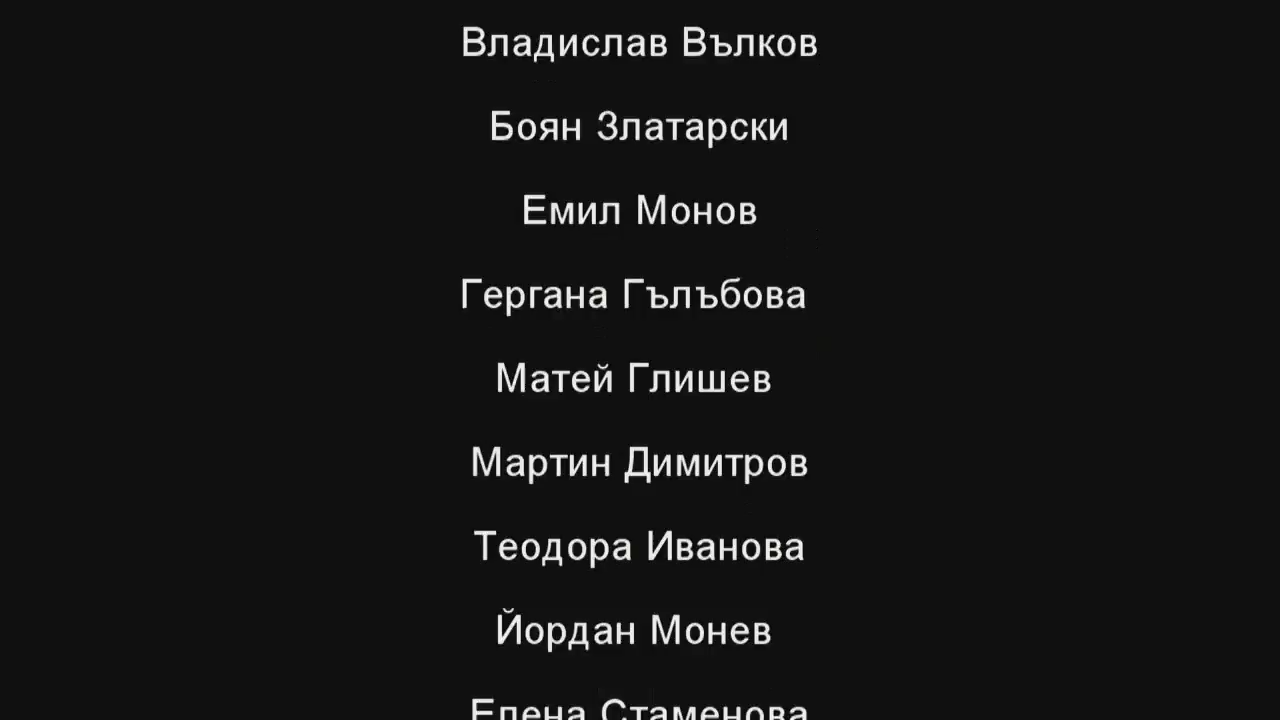 Владислав Вълков
Боян Златарски
Емил Монов
Гергана Гълъбова
Матей Глишев
Мартин Димитров
Теодора Иванова
Йордан Монев
Елена Стаменова